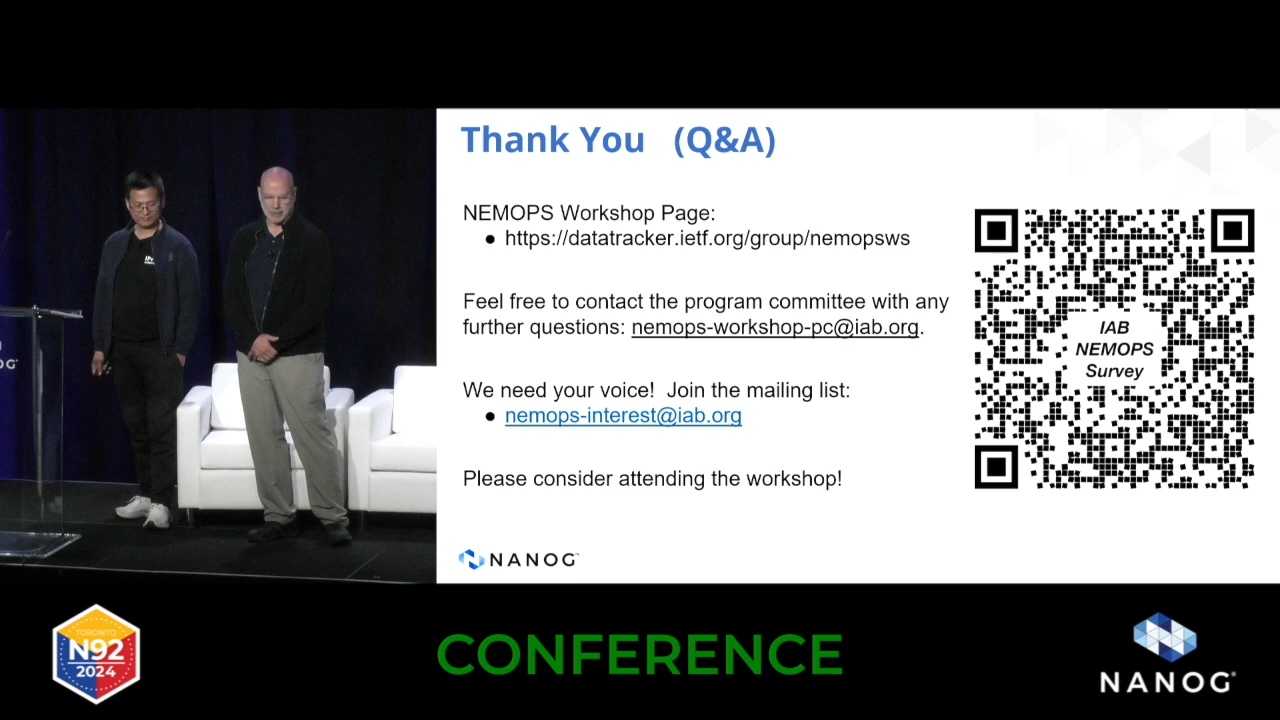 Thank You (Q&A)
NEMOPS Workshop Page:
● https://datatracker.ietf.org/group/nemopsws
Feel free to contact the program committee with any
further questions: nemops-workshop-pc@iab.org.
We need your voice! Join the mailing list:
● nemops-interest@iab.org
Please consider attending the workshop!
IAB
NEMOPS
Survey
NANOG
TORONTO
N92
2024
CONFERENCE
NANOG